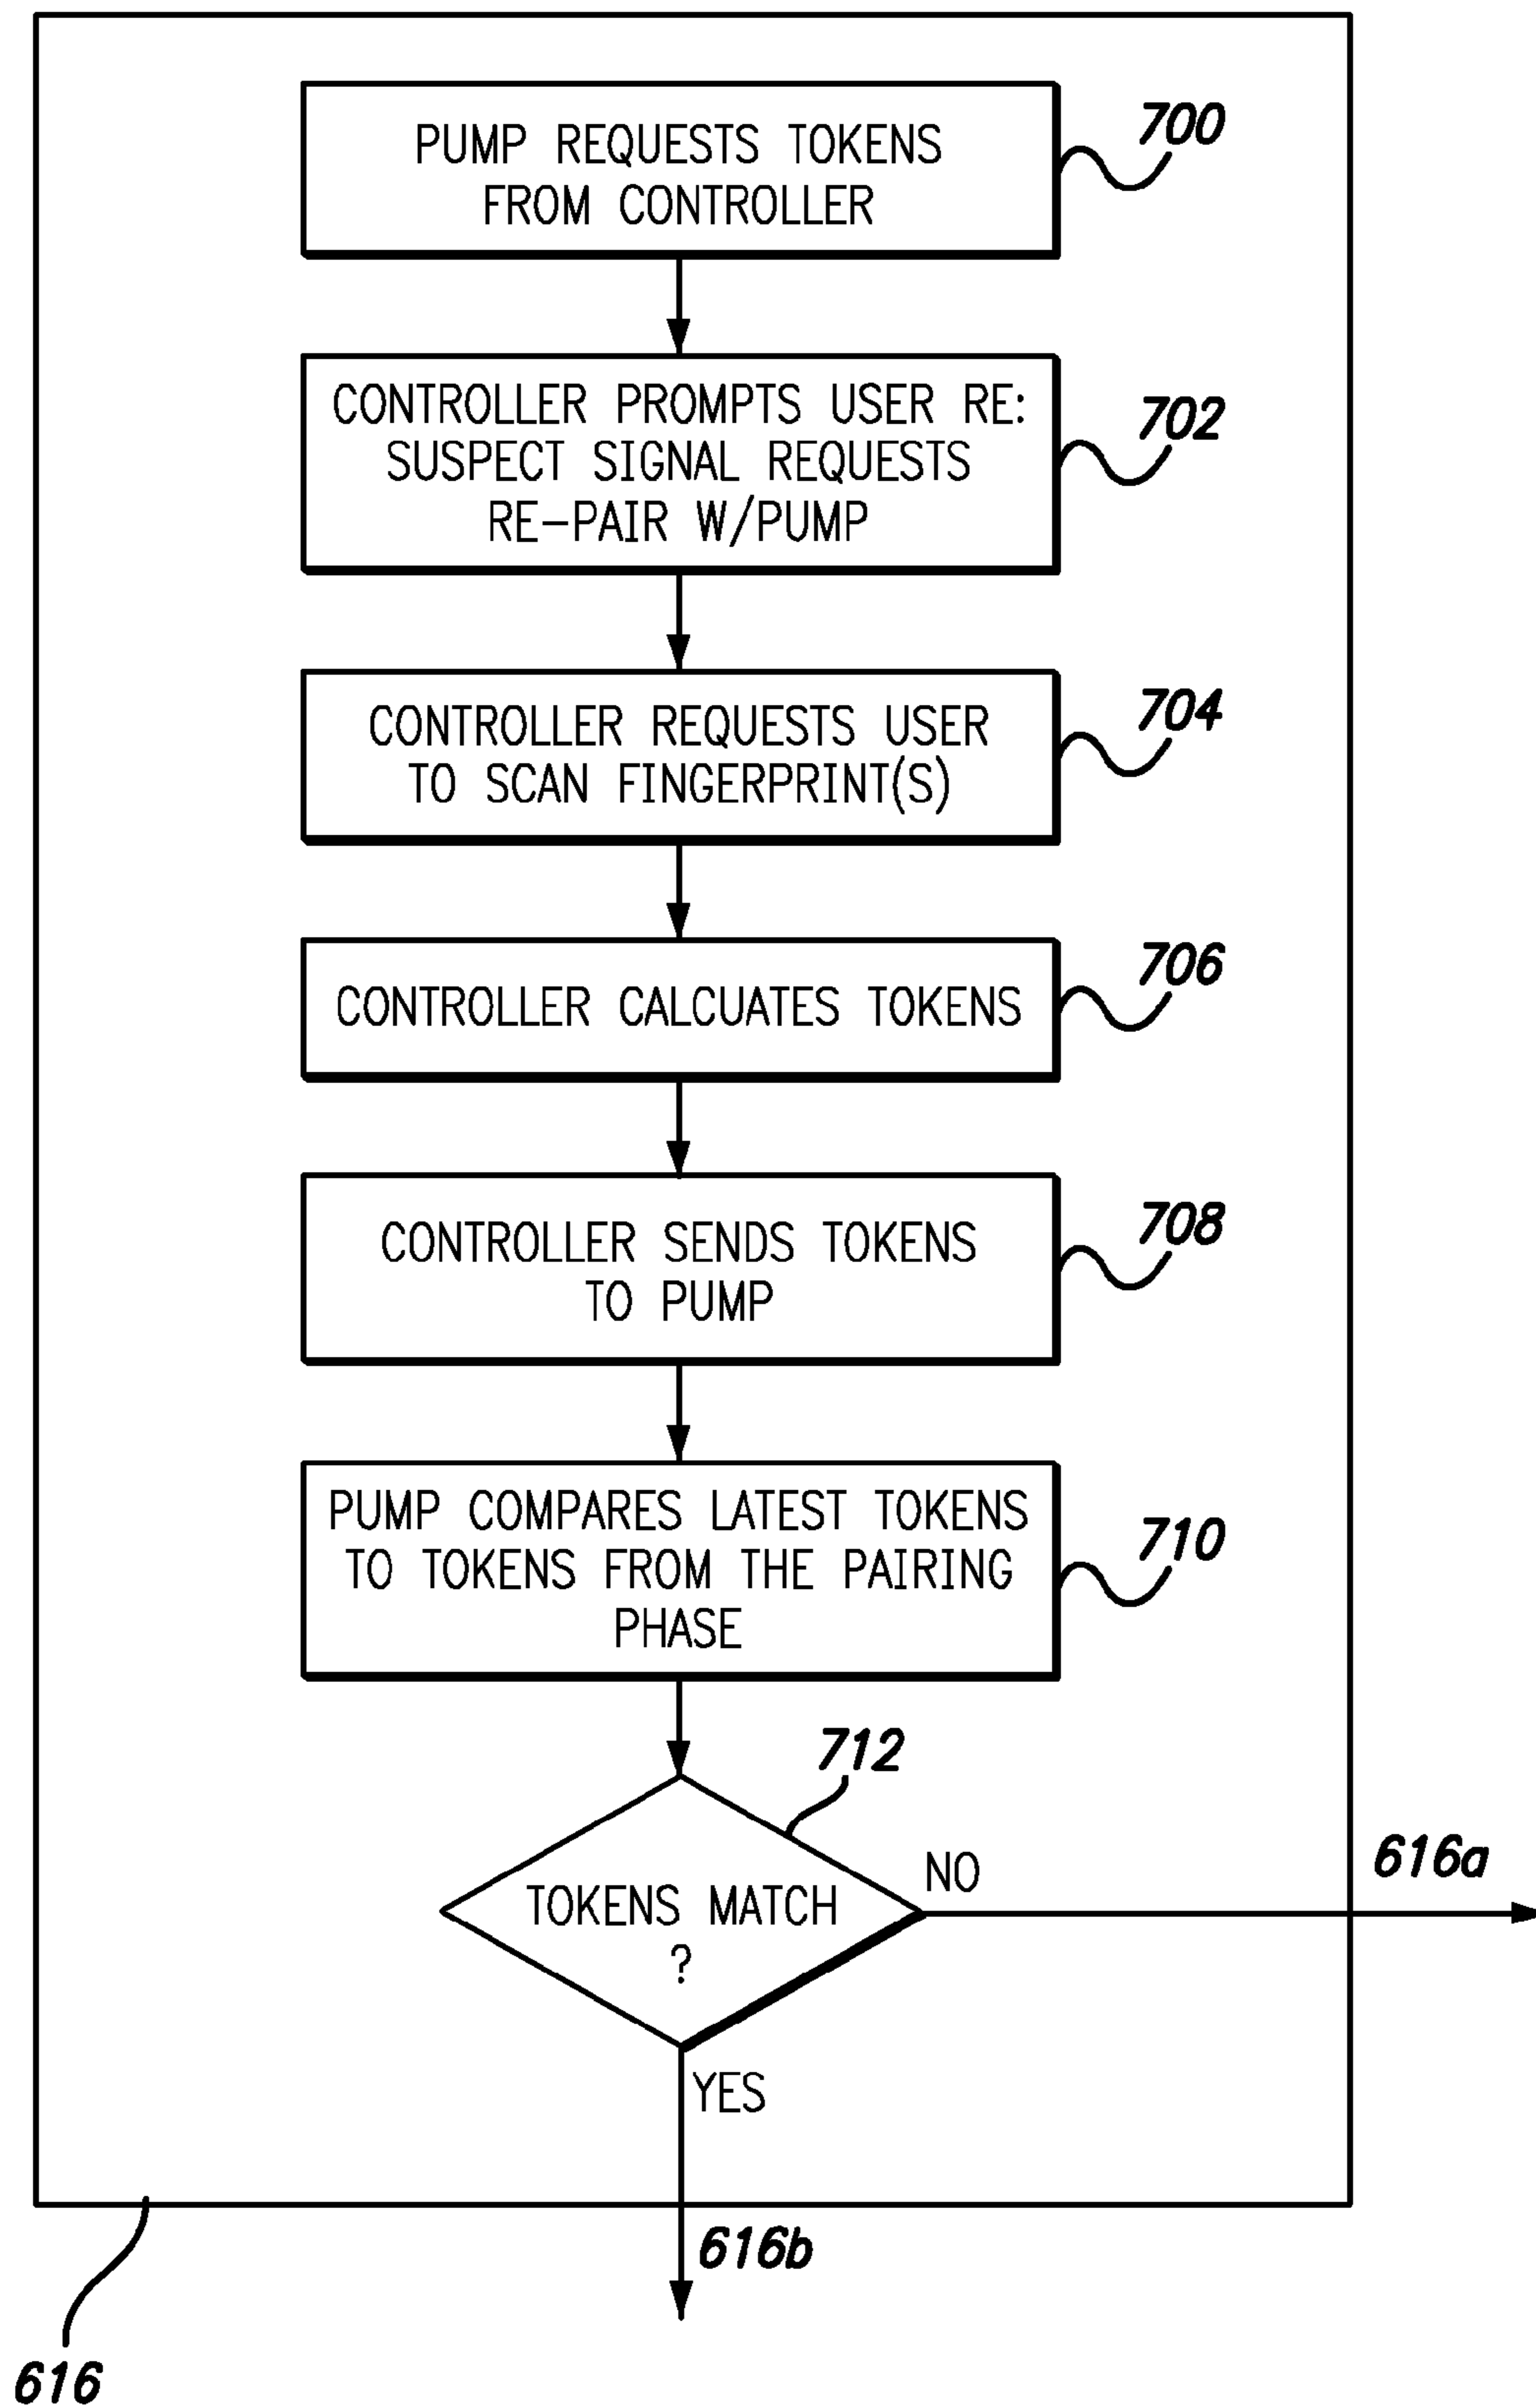 PUMP REQUESTS TOKENS
FROM CONTROLLER
700
CONTROLLER PROMPTS USER RE:
SUSPECT SIGNAL REQUESTS
RE-PAIR W/PUMP
702
CONTROLLER REQUESTS USER
TO SCAN FINGERPRINT(S)
704
CONTROLLER CALCUATES TOKENS
706
CONTROLLER SENDS TOKENS
TO PUMP
708
PUMP COMPARES LATEST TOKENS
TO TOKENS FROM THE PAIRING
PHASE
710
712
TOKENS MATCH
?
NO
616a
YES
616b
616